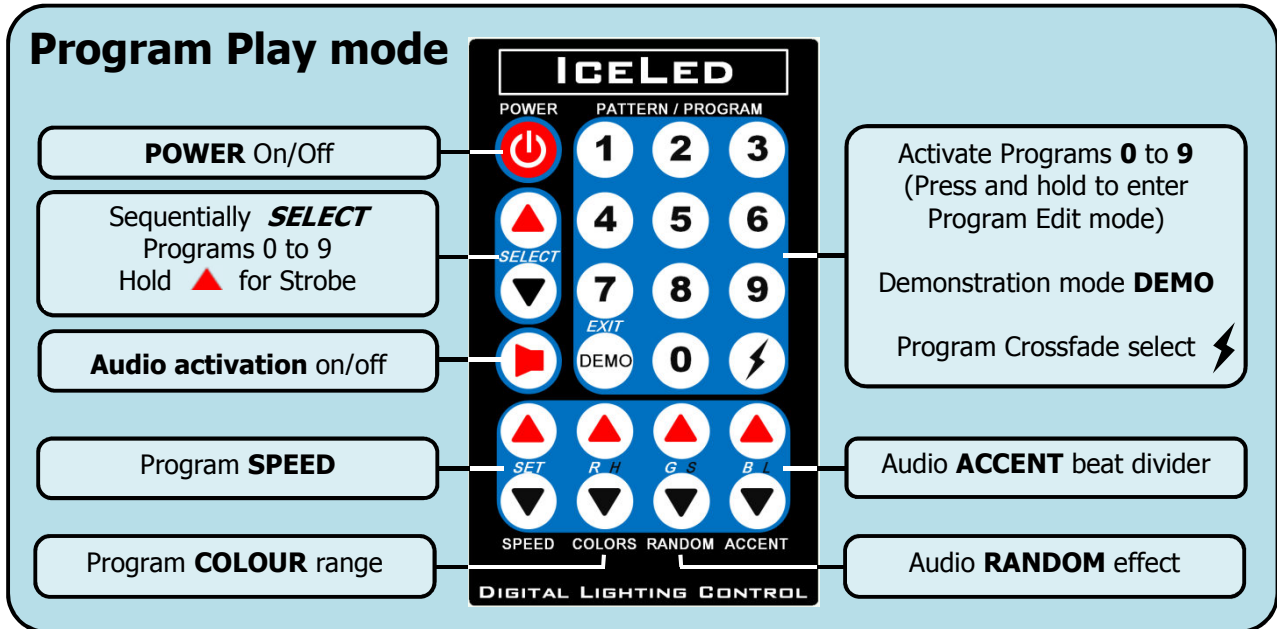 Program Play mode
POWER On/Off
Sequentially SELECT
Programs 0 to 9
Hold for Strobe
Audio activation on/off
Program SPEED
Program COLOUR range
ICELED
POWER PATTERN / PROGRAM
1 2 3
4 5 6
SELECT
7 8 9
EXIT
DEMO 0
SET R H G S B L
SPEED COLORS RANDOM ACCENT
DIGITAL LIGHTING CONTROL
Activate Programs 0 to 9
(Press and hold to enter
Program Edit mode)
Demonstration mode DEMO
Program Crossfade select
Audio ACCENT beat divider
Audio RANDOM effect